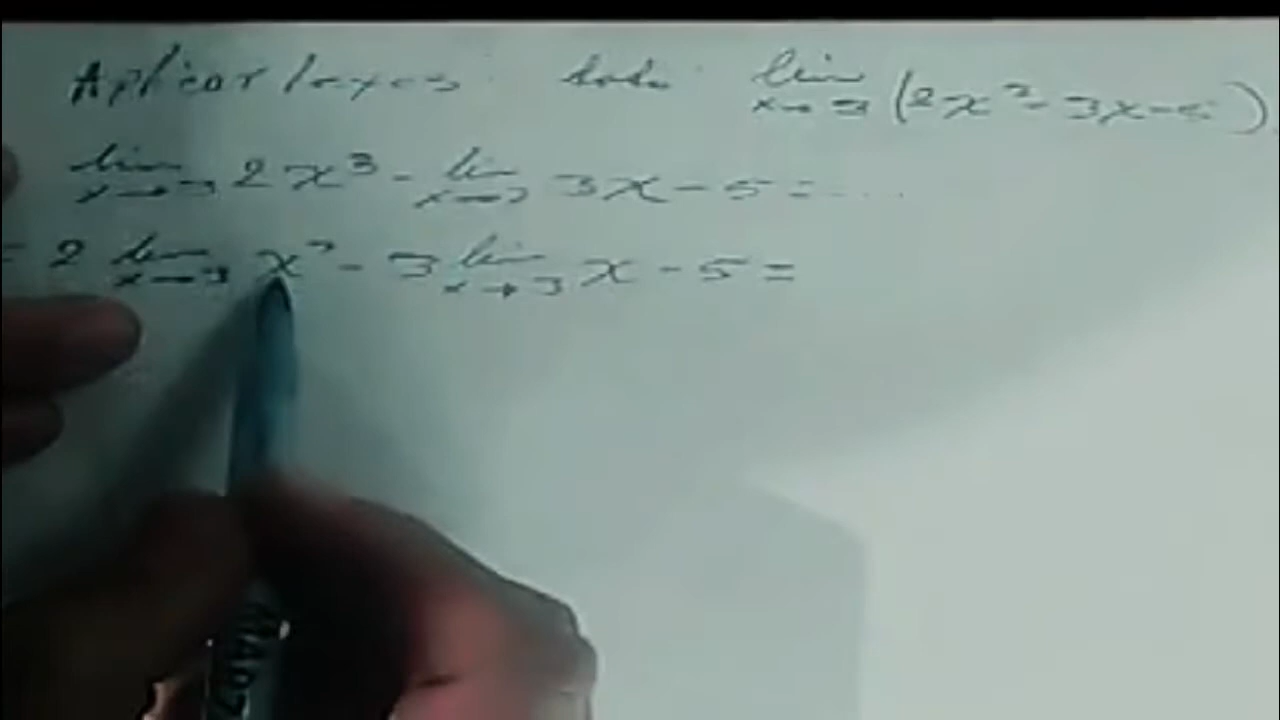 Aplicar leyes lim x→3 (2x³ - 3x - 5)
lim x→3 2x³ - lim x→3 3x - 5 = ...
= 2 lim x→3 x³ - 3 lim x→3 x - 5 =